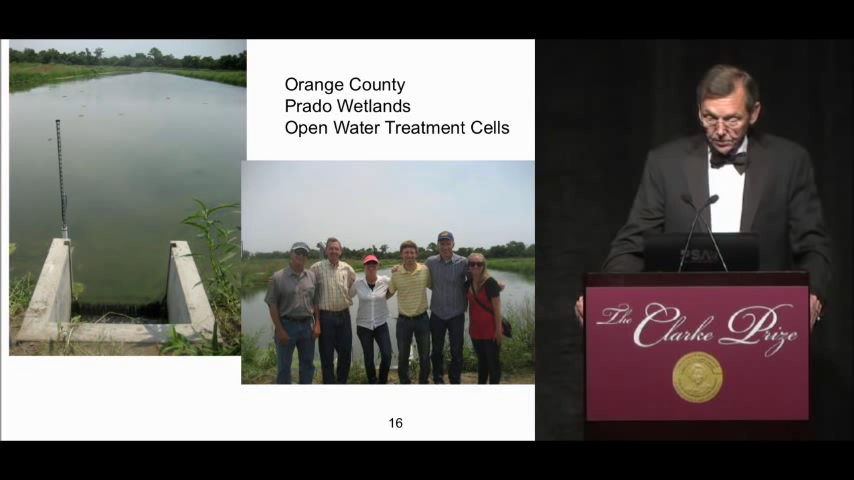 Orange County
Prado Wetlands
Open Water Treatment Cells
16
The Clarke Prize